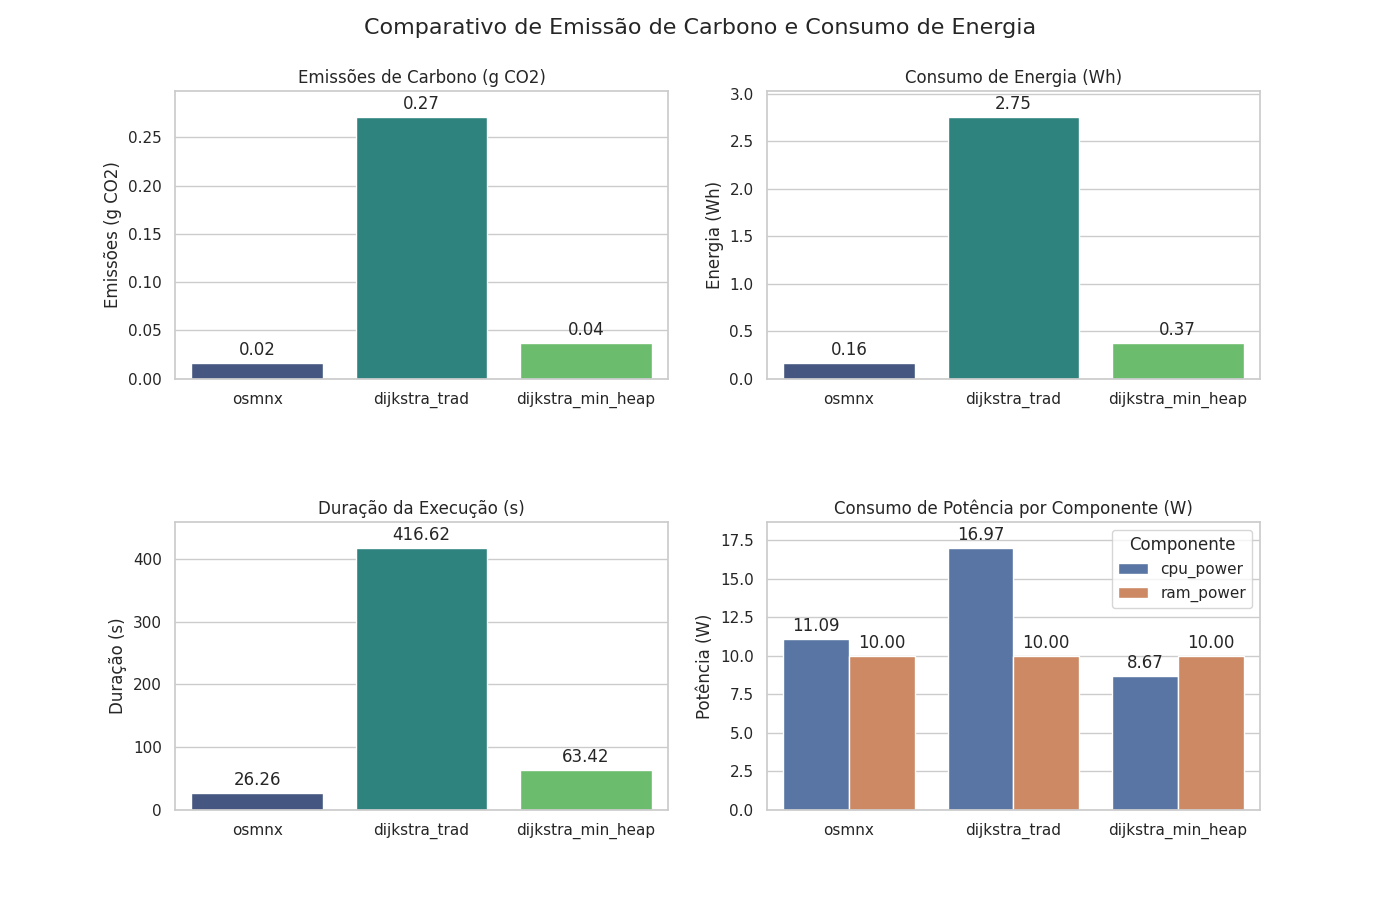 Comparativo de Emissão de Carbono e Consumo de Energia
Emissões de Carbono (g CO2)
Emissões (g CO2)
0.25
0.20
0.15
0.10
0.05
0.00
0.02
0.27
0.04
osmnx
dijkstra_trad
dijkstra_min_heap
Consumo de Energia (Wh)
Energia (Wh)
3.0
2.5
2.0
1.5
1.0
0.5
0.0
0.16
2.75
0.37
osmnx
dijkstra_trad
dijkstra_min_heap
Duração da Execução (s)
Duração (s)
400
300
200
100
0
26.26
416.62
63.42
osmnx
dijkstra_trad
dijkstra_min_heap
Consumo de Potência por Componente (W)
Potência (W)
17.5
15.0
12.5
10.0
7.5
5.0
2.5
0.0
11.09
10.00
16.97
10.00
8.67
10.00
Componente
cpu_power
ram_power
osmnx
dijkstra_trad
dijkstra_min_heap